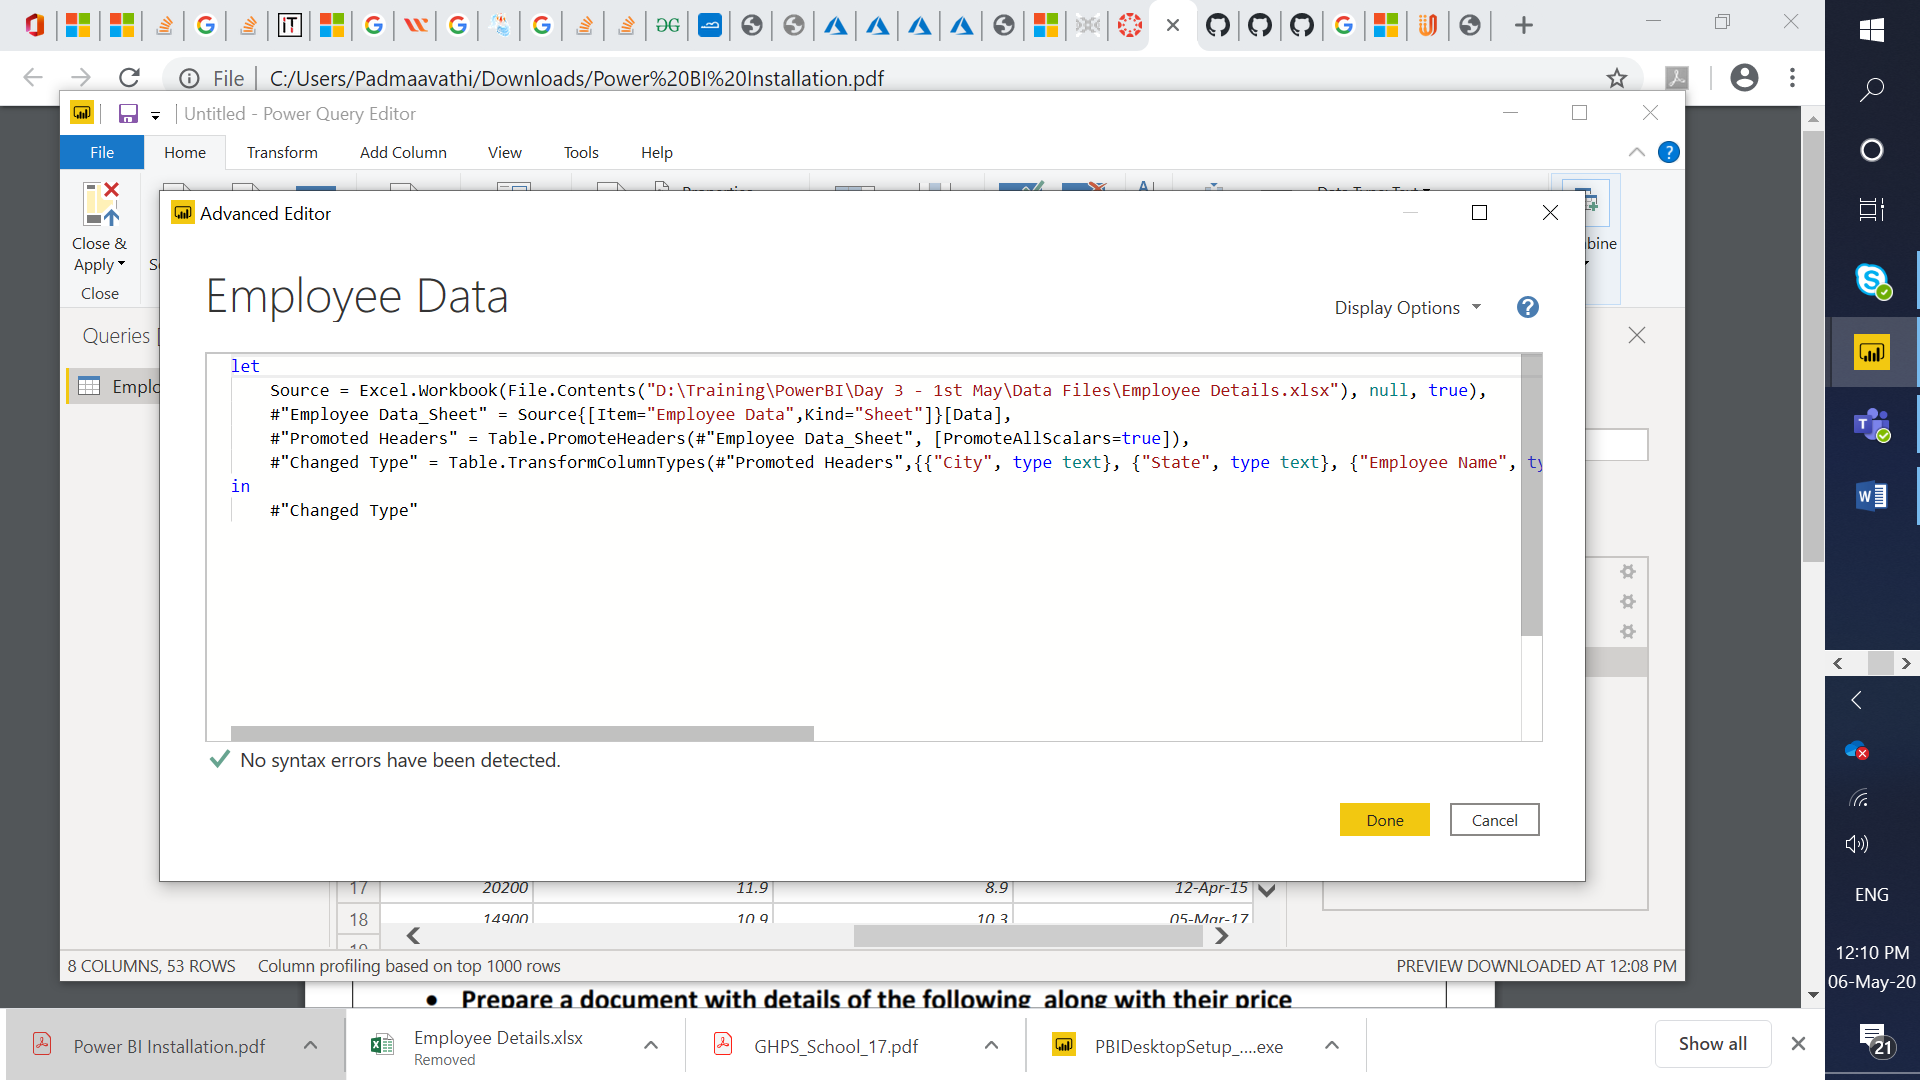 File C:/Users/Padmaavathi/Downloads/Power%20BI%20Installation.pdf
Untitled - Power Query Editor
File Home Transform Add Column View Tools Help
Close &
Apply
Close
Queries
Advanced Editor
Employee Data
Display Options
let
Source = Excel.Workbook(File.Contents("D:\Training\PowerBI\Day 3 - 1st May\Data Files\Employee Details.xlsx"), null, true),
#"Employee Data_Sheet" = Source{[Item="Employee Data",Kind="Sheet"]}[Data],
#"Promoted Headers" = Table.PromoteHeaders(#"Employee Data_Sheet", [PromoteAllScalars=true]),
#"Changed Type" = Table.TransformColumnTypes(#"Promoted Headers",{{"City", type text}, {"State", type text}, {"Employee Name", ty
in
#"Changed Type"
No syntax errors have been detected.
Done Cancel
17 20200 11.9 8.9 12-Apr-15
18 14900 10.9 10.3 05-Mar-17
8 COLUMNS, 53 ROWS Column profiling based on top 1000 rows PREVIEW DOWNLOADED AT 12:08 PM
Prepare a document with details of the following along with their price
Power BI Installation.pdf
Employee Details.xlsx
Removed
GHPS_School_17.pdf
PBIDesktopSetup_....exe
Show all
ENG
12:10 PM
06-May-20
21